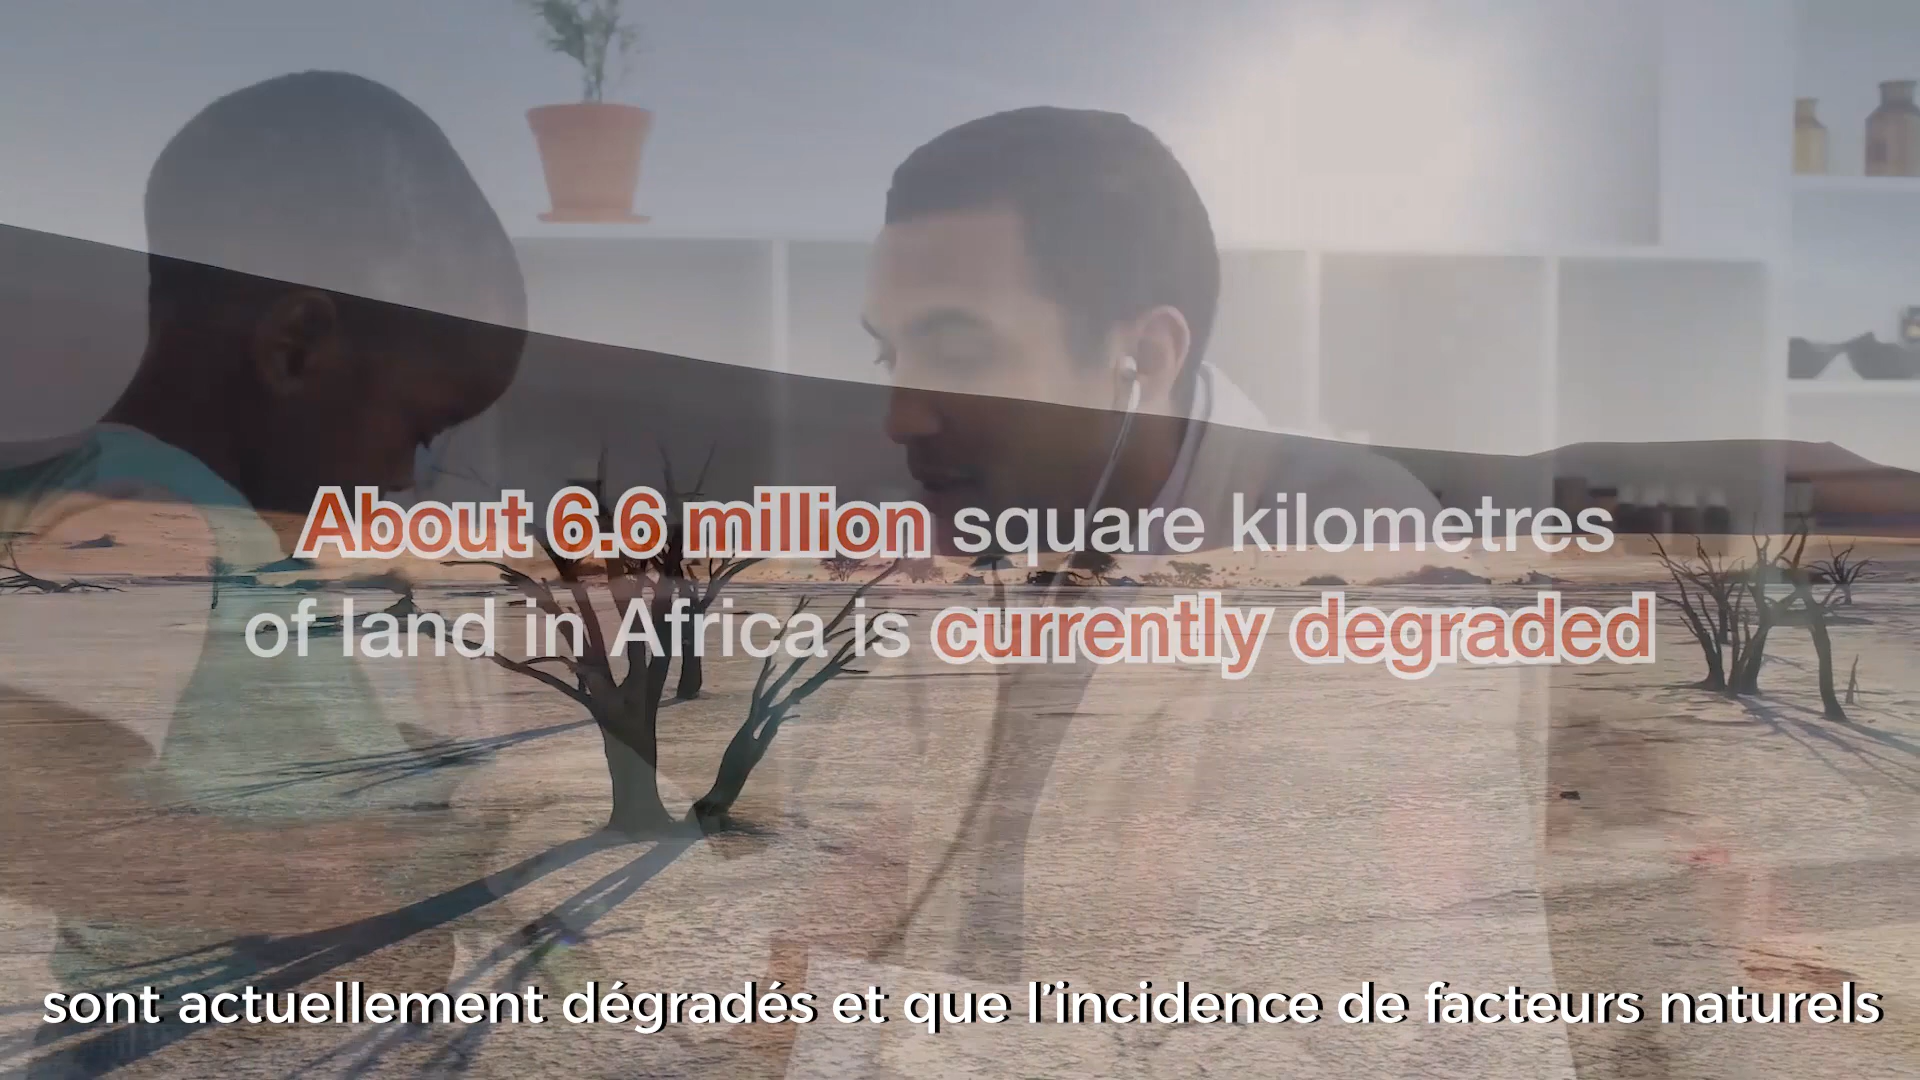 About 6.6 million square kilometres
of land in Africa is currently degraded
sont actuellement dégradés et que l'incidence de facteurs naturels